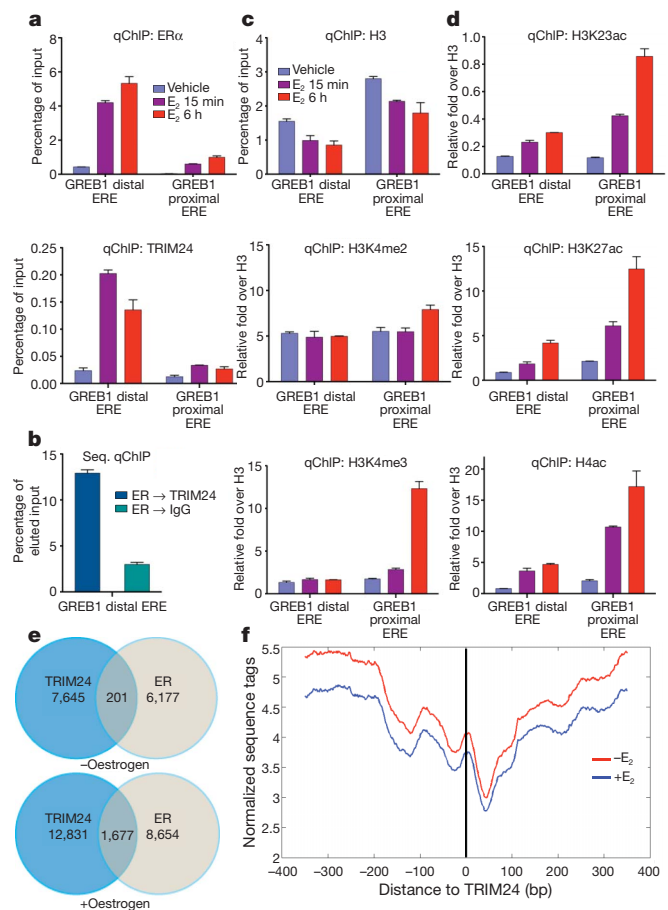 a
qChIP: ERα
Percentage of input
8
6
4
2
0
Vehicle
E2 15 min
E2 6 h
GREB1 distal
ERE
GREB1
proximal
ERE
qChIP: TRIM24
Percentage of input
0.25
0.20
0.15
0.10
0.05
0.00
GREB1 distal
ERE
GREB1
proximal
ERE
b
Seq. qChIP
Percentage of
eluted input
15
10
5
0
ER → TRIM24
ER → IgG
GREB1 distal ERE
c
qChIP: H3
Percentage of input
4
3
2
1
0
Vehicle
E2 15 min
E2 6 h
GREB1 distal
ERE
GREB1
proximal
ERE
qChIP: H3K4me2
Relative fold over H3
15
10
5
0
GREB1 distal
ERE
GREB1
proximal
ERE
qChIP: H3K4me3
Relative fold over H3
15
10
5
0
GREB1 distal
ERE
GREB1
proximal
ERE
d
qChIP: H3K23ac
Relative fold over H3
1.0
0.8
0.6
0.4
0.2
0
GREB1 distal
ERE
GREB1
proximal
ERE
qChIP: H3K27ac
Relative fold over H3
15
10
5
0
GREB1 distal
ERE
GREB1
proximal
ERE
qChIP: H4ac
Relative fold over H3
20
15
10
5
0
GREB1 distal
ERE
GREB1
proximal
ERE
e
TRIM24
7,645
201
ER
6,177
–Oestrogen
TRIM24
12,831
1,677
ER
8,654
+Oestrogen
f
Normalized sequence tags
5.5
5
4.5
4
3.5
3
2.5
2
–E2
+E2
−400 −300 −200 −100 0 100 200 300 400
Distance to TRIM24 (bp)